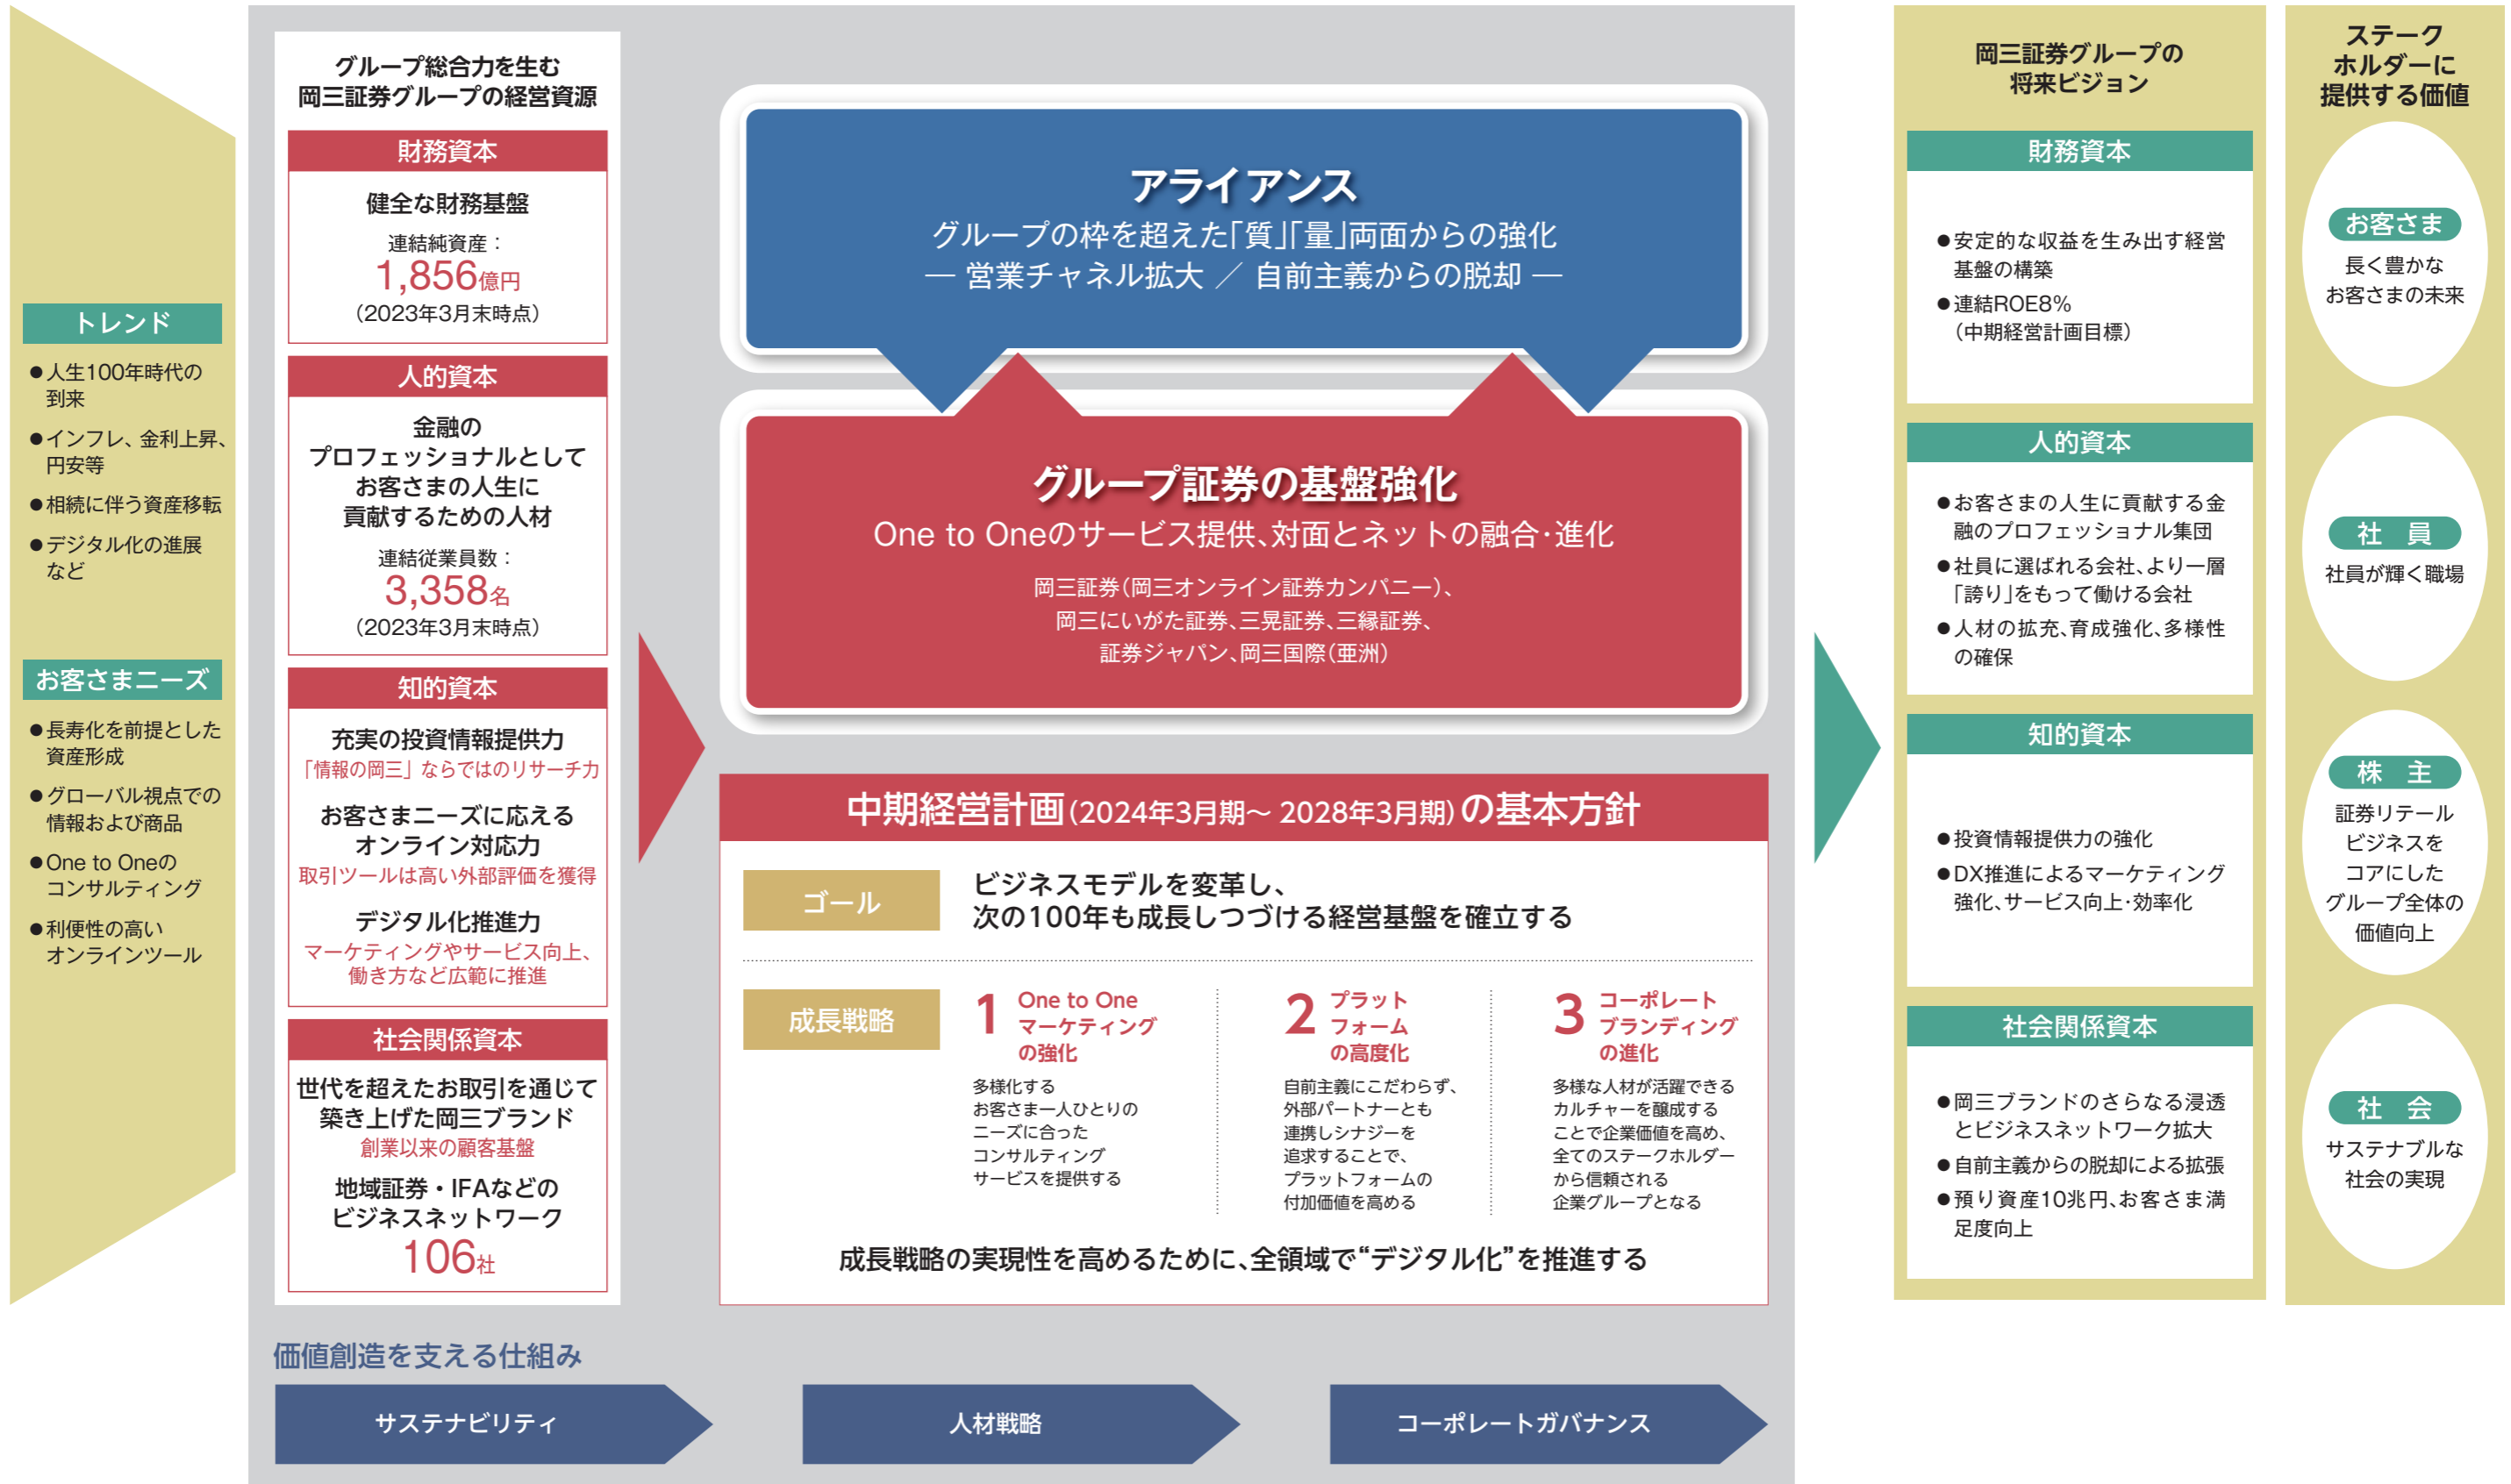 トレンド
●人生100年時代の
到来
●インフレ、金利上昇、
円安等
●相続に伴う資産移転
●デジタル化の進展
など
お客さまニーズ
●長寿化を前提とした
資産形成
●グローバル視点での
情報および商品
●One to Oneの
コンサルティング
●利便性の高い
オンラインツール
グループ総合力を生む
岡三証券グループの経営資源
財務資本
健全な財務基盤
連結純資産：
1,856億円
（2023年3月末時点）
人的資本
金融の
プロフェッショナルとして
お客さまの人生に
貢献するための人材
連結従業員数：
3,358名
（2023年3月末時点）
知的資本
充実の投資情報提供力
「情報の岡三」ならではのリサーチ力
お客さまニーズに応える
オンライン対応力
取引ツールは高い外部評価を獲得
デジタル化推進力
マーケティングやサービス向上、
働き方など広範に推進
社会関係資本
世代を超えたお取引を通じて
築き上げた岡三ブランド
創業以来の顧客基盤
地域証券・IFAなどの
ビジネスネットワーク
106社
アライアンス
グループの枠を超えた「質」「量」両面からの強化
― 営業チャネル拡大 ／ 自前主義からの脱却 ―
グループ証券の基盤強化
One to Oneのサービス提供、対面とネットの融合・進化
岡三証券（岡三オンライン証券カンパニー）、
岡三にいがた証券、三晃証券、三縁証券、
証券ジャパン、岡三国際（亜洲）
中期経営計画（2024年3月期～ 2028年3月期）の基本方針
ゴール
ビジネスモデルを変革し、
次の100年も成長しつづける経営基盤を確立する
成長戦略
1 One to One
マーケティング
の強化
多様化する
お客さま一人ひとりの
ニーズに合った
コンサルティング
サービスを提供する
2 プラット
フォーム
の高度化
自前主義にこだわらず、
外部パートナーとも
連携しシナジーを
追求することで、
プラットフォームの
付加価値を高める
3 コーポレート
ブランディング
の進化
多様な人材が活躍できる
カルチャーを醸成する
ことで企業価値を高め、
全てのステークホルダー
から信頼される
企業グループとなる
成長戦略の実現性を高めるために、全領域で“デジタル化”を推進する
価値創造を支える仕組み
サステナビリティ
人材戦略
コーポレートガバナンス
岡三証券グループの
将来ビジョン
財務資本
●安定的な収益を生み出す経営
基盤の構築
●連結ROE8％
（中期経営計画目標）
人的資本
●お客さまの人生に貢献する金
融のプロフェッショナル集団
●社員に選ばれる会社、より一層
「誇り」をもって働ける会社
●人材の拡充、育成強化、多様性
の確保
知的資本
●投資情報提供力の強化
●DX推進によるマーケティング
強化、サービス向上・効率化
社会関係資本
●岡三ブランドのさらなる浸透
とビジネスネットワーク拡大
●自前主義からの脱却による拡張
●預り資産10兆円、お客さま満
足度向上
ステーク
ホルダーに
提供する価値
お客さま
長く豊かな
お客さまの未来
社 員
社員が輝く職場
株 主
証券リテール
ビジネスを
コアにした
グループ全体の
価値向上
社 会
サステナブルな
社会の実現